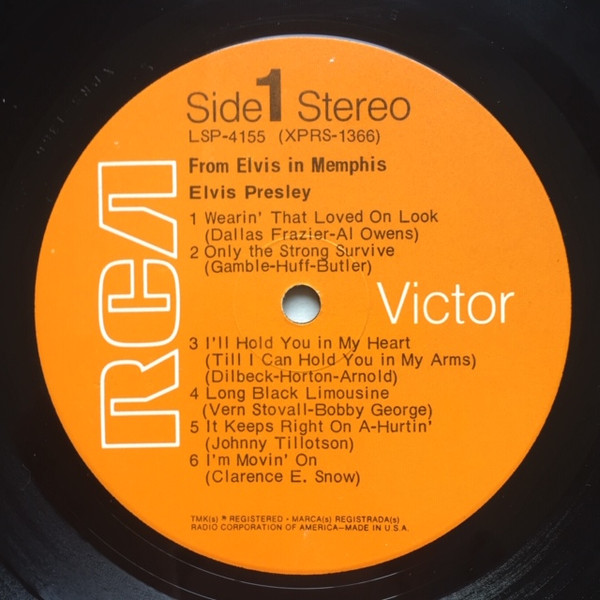 Side 1 Stereo
LSP-4155 (XPRS-1366)
From Elvis in Memphis
Elvis Presley
1 Wearin' That Loved On Look
(Dallas Frazier-Al Owens)
2 Only the Strong Survive
(Gamble-Huff-Butler)
RCA
Victor
3 I'll Hold You in My Heart
(Till I Can Hold You in My Arms)
(Dilbeck-Horton-Arnold)
4 Long Black Limousine
(Vern Stovall-Bobby George)
5 It Keeps Right On A-Hurtin'
(Johnny Tillotson)
6 I'm Movin' On
(Clarence E. Snow)
TMK(s) ® REGISTERED • MARCA(s) REGISTRADA(s)
RADIO CORPORATION OF AMERICA—MADE IN U.S.A.